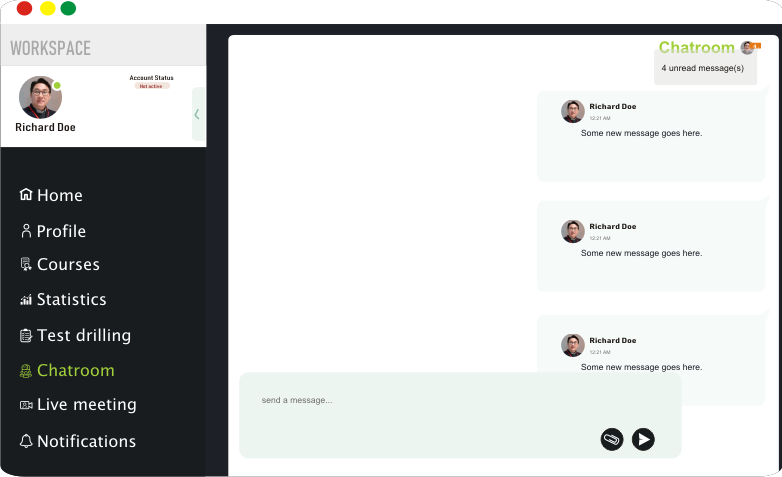 WORKSPACE
Account Status
Not active
Richard Doe
Home
Profile
Courses
Statistics
Test drilling
Chatroom
Live meeting
Notifications
Chatroom
4 unread message(s)
Richard Doe
12:21 AM
Some new message goes here.
Richard Doe
12:21 AM
Some new message goes here.
Richard Doe
12:21 AM
Some new message goes here.
send a message...